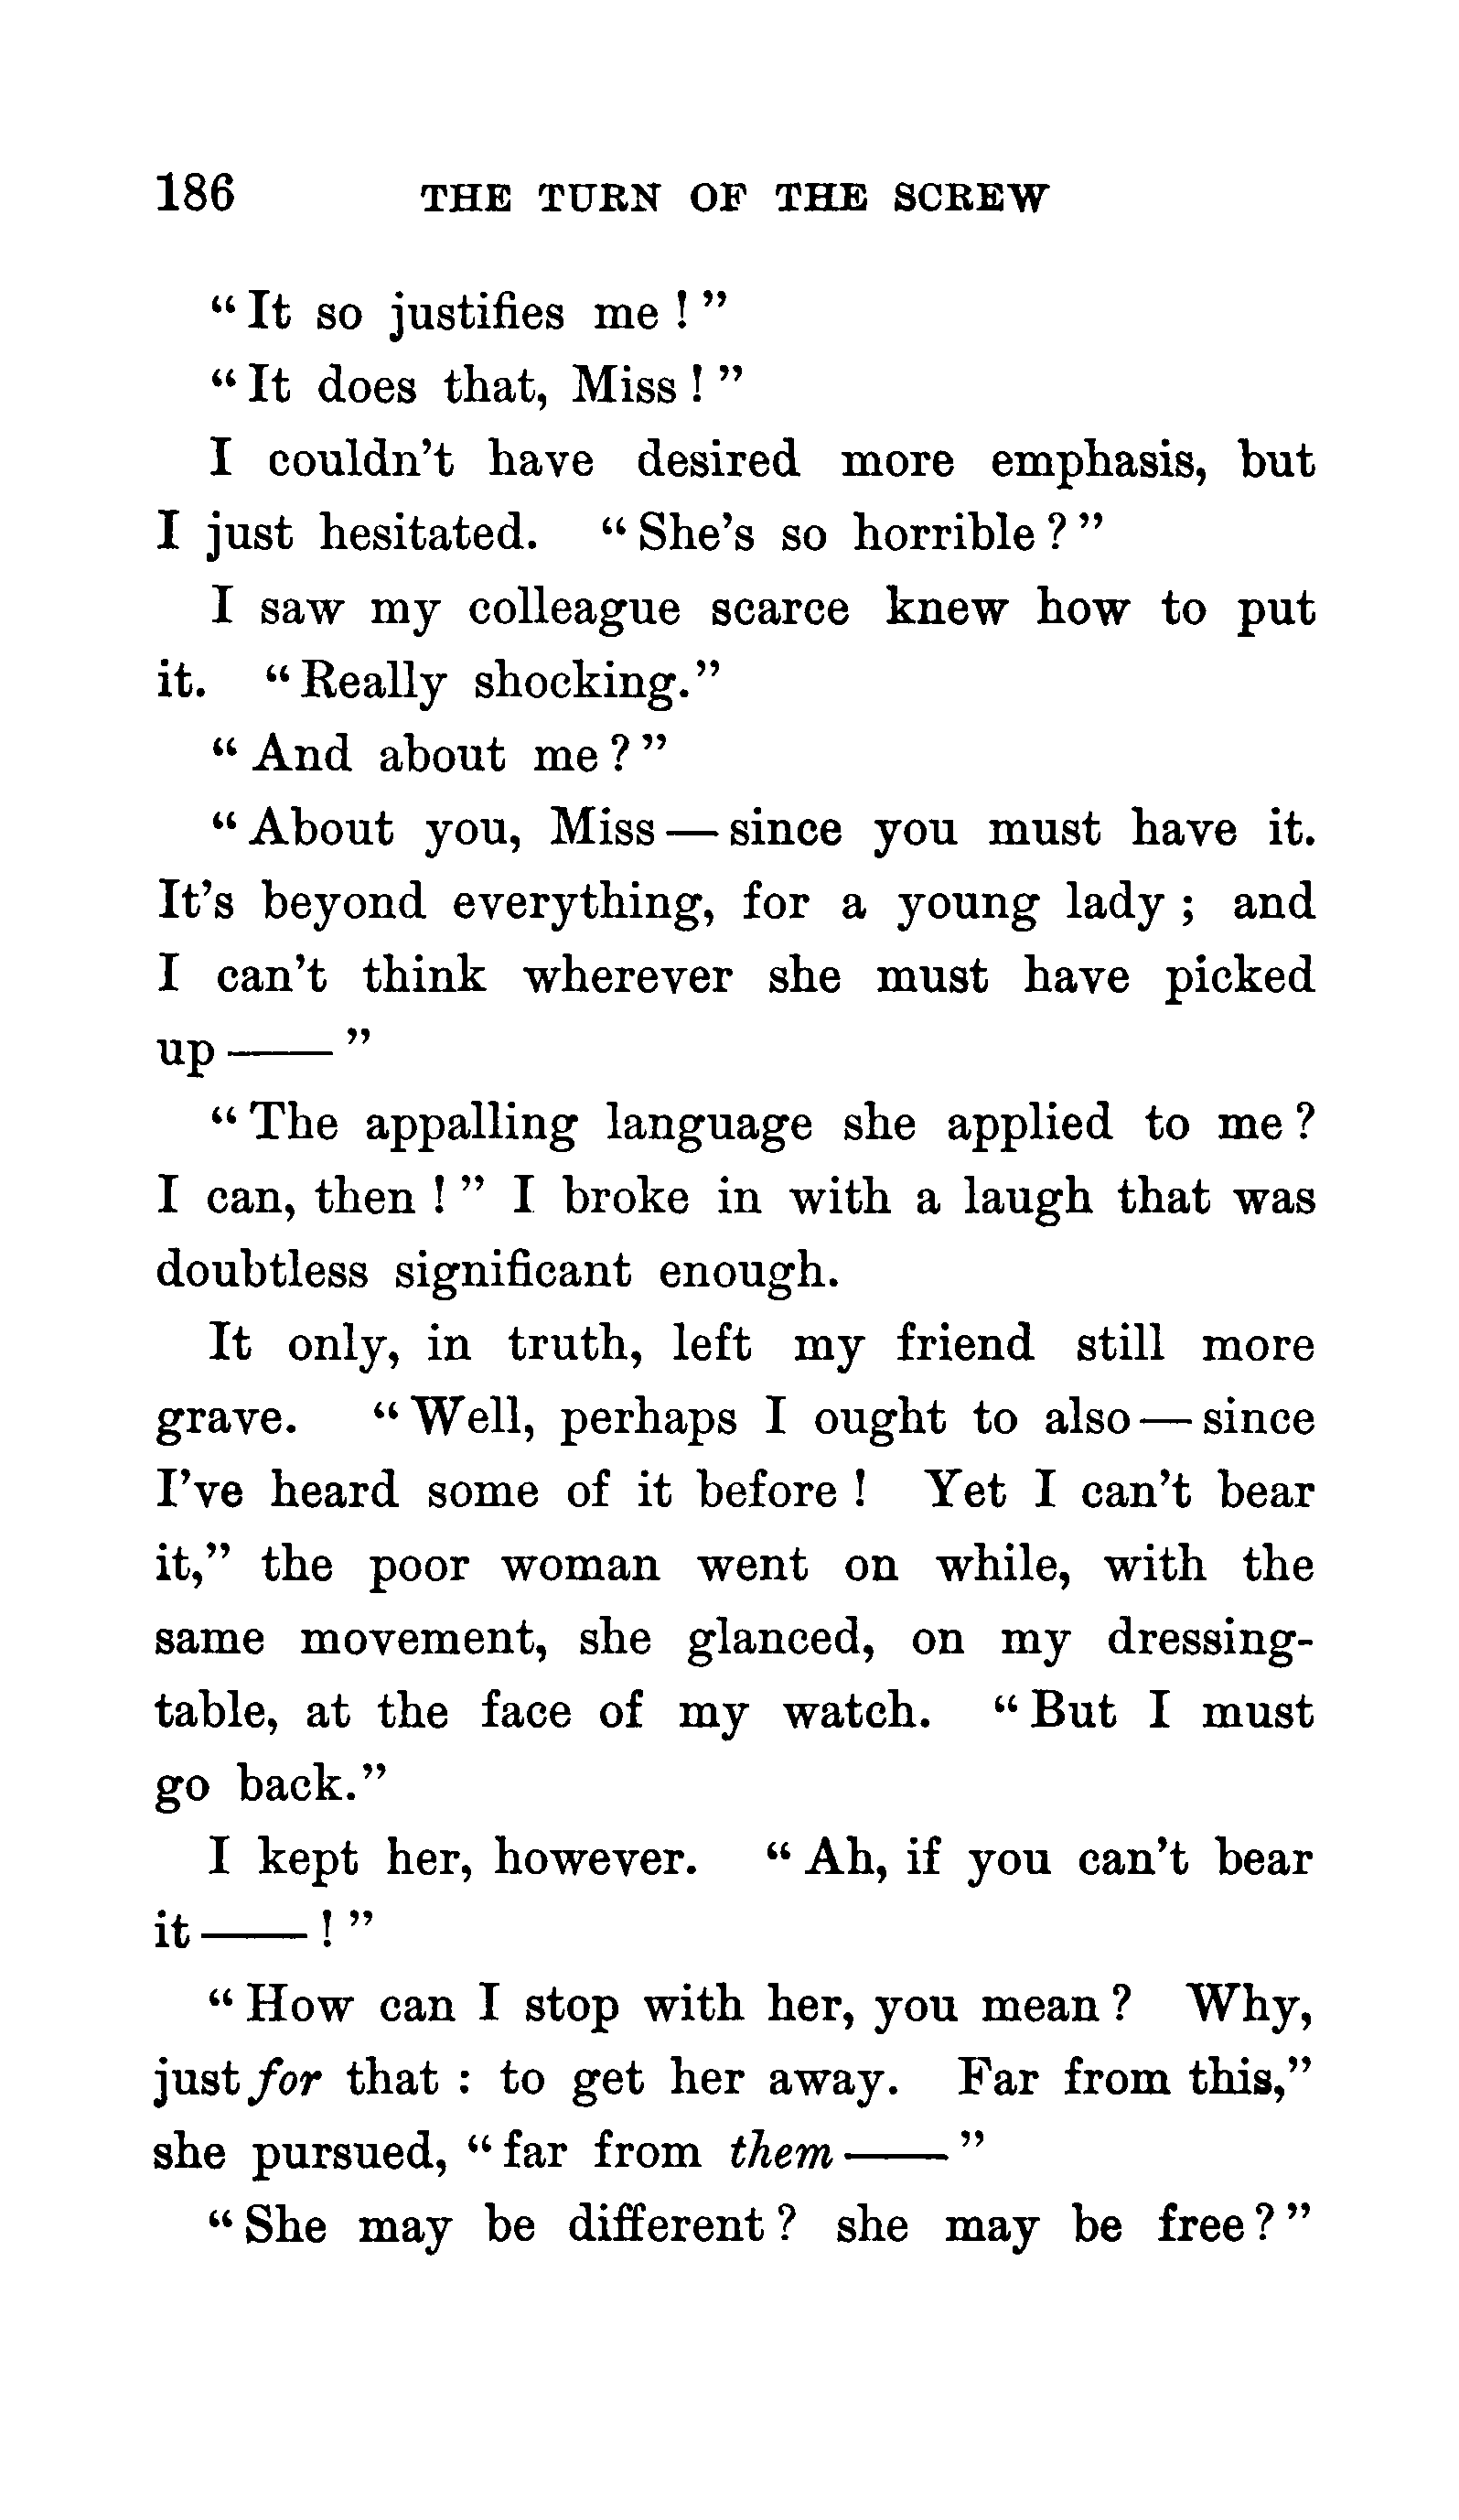 186 THE TURN OF THE SCREW
“It so justifies me!”
“It does that, Miss!”
I couldn’t have desired more emphasis, but
I just hesitated. “She’s so horrible?”
I saw my colleague scarce knew how to put
it. “Really shocking.”
“And about me?”
“About you, Miss—since you must have it.
It’s beyond everything, for a young lady; and
I can’t think wherever she must have picked
up——”
“The appalling language she applied to me?
I can, then!” I broke in with a laugh that was
doubtless significant enough.
It only, in truth, left my friend still more
grave. “Well, perhaps I ought to also—since
I’ve heard some of it before! Yet I can’t bear
it,” the poor woman went on while, with the
same movement, she glanced, on my dressing-
table, at the face of my watch. “But I must
go back.”
I kept her, however. “Ah, if you can’t bear
it——!”
“How can I stop with her, you mean? Why,
just for that: to get her away. Far from this,”
she pursued, “far from them——”
“She may be different? she may be free?”